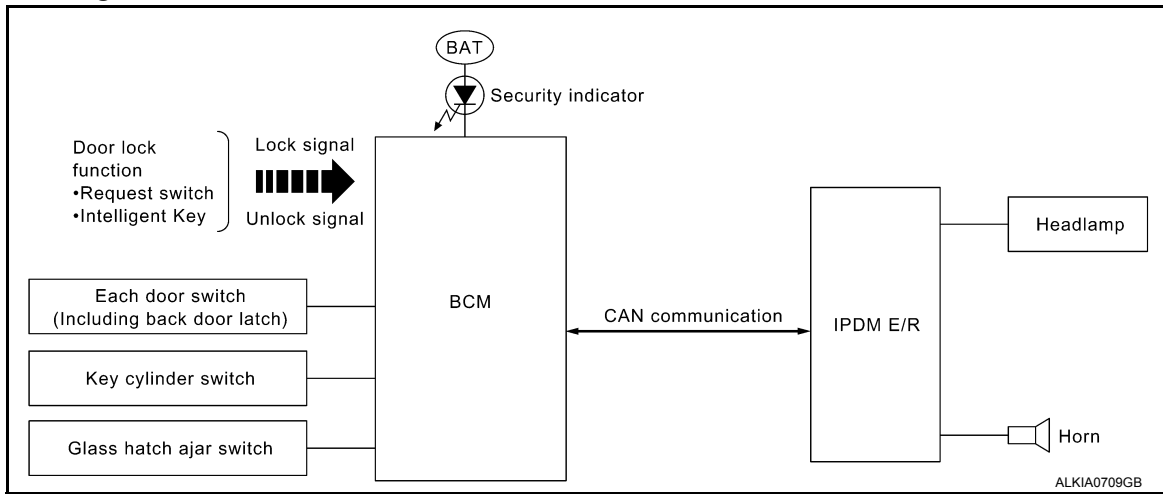 BAT
Security indicator
Door lock
function
•Request switch
•Intelligent Key
Lock signal
Unlock signal
Each door switch
(Including back door latch)
Key cylinder switch
Glass hatch ajar switch
BCM
CAN communication
IPDM E/R
Headlamp
Horn
ALKIA0709GB